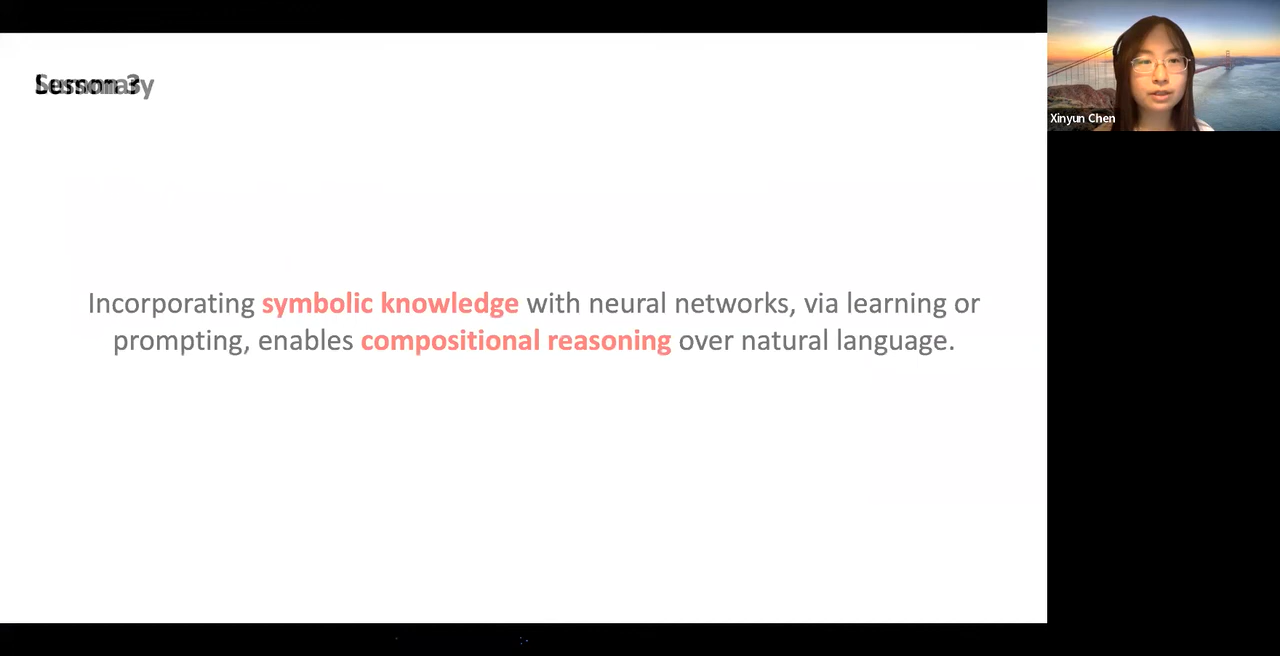 Lesson 3
Summary
Incorporating symbolic knowledge with neural networks, via learning or
prompting, enables compositional reasoning over natural language.
Xinyun Chen